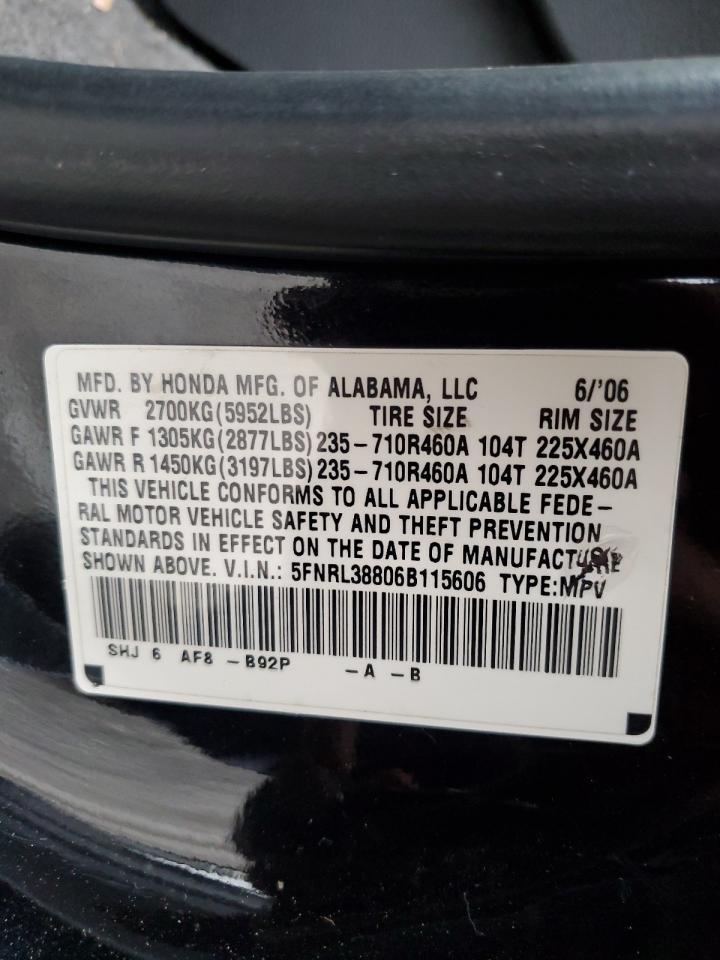 MFD. BY HONDA MFG. OF ALABAMA, LLC 6/'06
GVWR 2700KG(5952LBS) TIRE SIZE RIM SIZE
GAWR F 1305KG(2877LBS) 235-710R460A 104T 225X460A
GAWR R 1450KG(3197LBS) 235-710R460A 104T 225X460A
THIS VEHICLE CONFORMS TO ALL APPLICABLE FEDE-
RAL MOTOR VEHICLE SAFETY AND THEFT PREVENTION
STANDARDS IN EFFECT ON THE DATE OF MANUFACTURE
SHOWN ABOVE. V.I.N.: 5FNRL38806B115606 TYPE:MPV
SHJ 6 AF8 -B92P -A -B